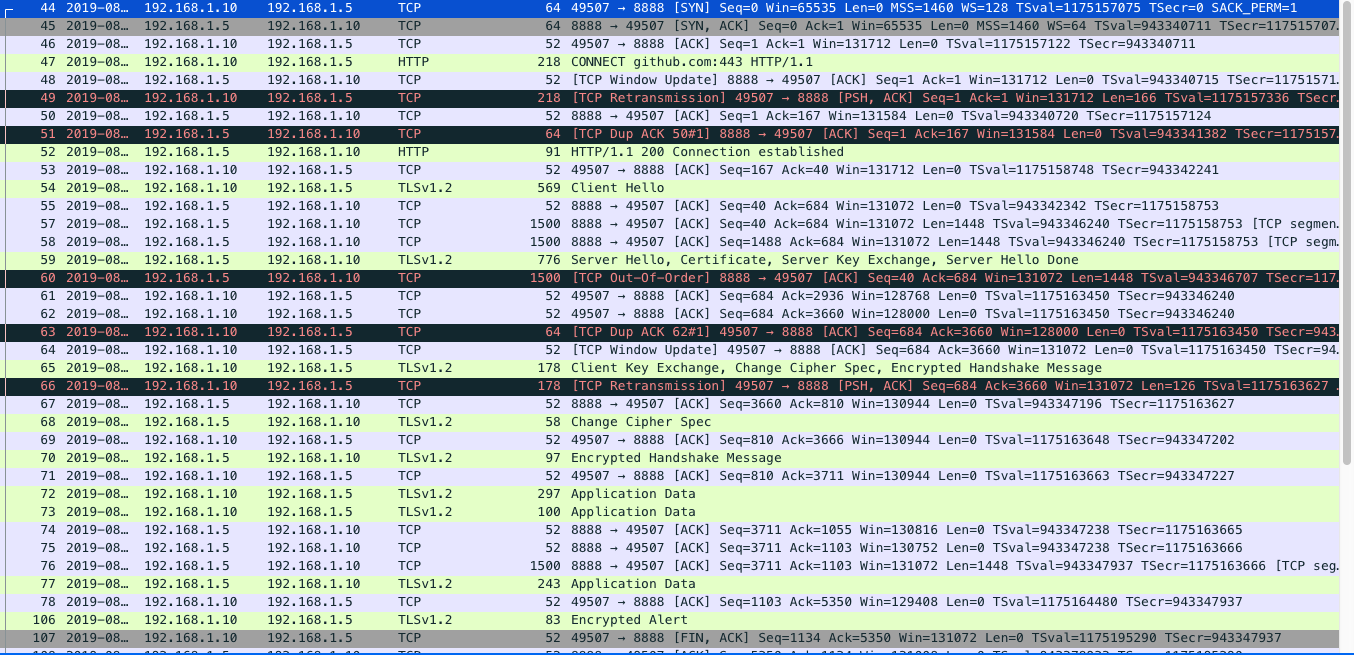 44 2019-08… 192.168.1.10 192.168.1.5 TCP 64 49507 → 8888 [SYN] Seq=0 Win=65535 Len=0 MSS=1460 WS=128 TSval=1175157075 TSecr=0 SACK_PERM=1
45 2019-08… 192.168.1.5 192.168.1.10 TCP 64 8888 → 49507 [SYN, ACK] Seq=0 Ack=1 Win=65535 Len=0 MSS=1460 WS=64 TSval=943340711 TSecr=117515707…
46 2019-08… 192.168.1.10 192.168.1.5 TCP 52 49507 → 8888 [ACK] Seq=1 Ack=1 Win=131712 Len=0 TSval=1175157122 TSecr=943340711
47 2019-08… 192.168.1.10 192.168.1.5 HTTP 218 CONNECT github.com:443 HTTP/1.1
48 2019-08… 192.168.1.5 192.168.1.10 TCP 52 [TCP Window Update] 8888 → 49507 [ACK] Seq=1 Ack=1 Win=131712 Len=0 TSval=943340715 TSecr=11751571…
49 2019-08… 192.168.1.10 192.168.1.5 TCP 218 [TCP Retransmission] 49507 → 8888 [PSH, ACK] Seq=1 Ack=1 Win=131712 Len=166 TSval=1175157336 TSecr…
50 2019-08… 192.168.1.5 192.168.1.10 TCP 52 8888 → 49507 [ACK] Seq=1 Ack=167 Win=131584 Len=0 TSval=943340720 TSecr=1175157124
51 2019-08… 192.168.1.5 192.168.1.10 TCP 64 [TCP Dup ACK 50#1] 8888 → 49507 [ACK] Seq=1 Ack=167 Win=131584 Len=0 TSval=943341382 TSecr=1175157…
52 2019-08… 192.168.1.5 192.168.1.10 HTTP 91 HTTP/1.1 200 Connection established
53 2019-08… 192.168.1.10 192.168.1.5 TCP 52 49507 → 8888 [ACK] Seq=167 Ack=40 Win=131712 Len=0 TSval=1175158748 TSecr=943342241
54 2019-08… 192.168.1.10 192.168.1.5 TLSv1.2 569 Client Hello
55 2019-08… 192.168.1.5 192.168.1.10 TCP 52 8888 → 49507 [ACK] Seq=40 Ack=684 Win=131072 Len=0 TSval=943342342 TSecr=1175158753
57 2019-08… 192.168.1.5 192.168.1.10 TCP 1500 8888 → 49507 [ACK] Seq=40 Ack=684 Win=131072 Len=1448 TSval=943346240 TSecr=1175158753 [TCP segmen…
58 2019-08… 192.168.1.5 192.168.1.10 TCP 1500 8888 → 49507 [ACK] Seq=1488 Ack=684 Win=131072 Len=1448 TSval=943346240 TSecr=1175158753 [TCP segm…
59 2019-08… 192.168.1.5 192.168.1.10 TLSv1.2 776 Server Hello, Certificate, Server Key Exchange, Server Hello Done
60 2019-08… 192.168.1.5 192.168.1.10 TCP 1500 [TCP Out-Of-Order] 8888 → 49507 [ACK] Seq=40 Ack=684 Win=131072 Len=1448 TSval=943346707 TSecr=117…
61 2019-08… 192.168.1.10 192.168.1.5 TCP 52 49507 → 8888 [ACK] Seq=684 Ack=2936 Win=128768 Len=0 TSval=1175163450 TSecr=943346240
62 2019-08… 192.168.1.10 192.168.1.5 TCP 52 49507 → 8888 [ACK] Seq=684 Ack=3660 Win=128000 Len=0 TSval=1175163450 TSecr=943346240
63 2019-08… 192.168.1.10 192.168.1.5 TCP 64 [TCP Dup ACK 62#1] 49507 → 8888 [ACK] Seq=684 Ack=3660 Win=128000 Len=0 TSval=1175163450 TSecr=943…
64 2019-08… 192.168.1.10 192.168.1.5 TCP 52 [TCP Window Update] 49507 → 8888 [ACK] Seq=684 Ack=3660 Win=131072 Len=0 TSval=1175163450 TSecr=94…
65 2019-08… 192.168.1.10 192.168.1.5 TLSv1.2 178 Client Key Exchange, Change Cipher Spec, Encrypted Handshake Message
66 2019-08… 192.168.1.10 192.168.1.5 TCP 178 [TCP Retransmission] 49507 → 8888 [PSH, ACK] Seq=684 Ack=3660 Win=131072 Len=126 TSval=1175163627 …
67 2019-08… 192.168.1.5 192.168.1.10 TCP 52 8888 → 49507 [ACK] Seq=3660 Ack=810 Win=130944 Len=0 TSval=943347196 TSecr=1175163627
68 2019-08… 192.168.1.5 192.168.1.10 TLSv1.2 58 Change Cipher Spec
69 2019-08… 192.168.1.10 192.168.1.5 TCP 52 49507 → 8888 [ACK] Seq=810 Ack=3666 Win=130944 Len=0 TSval=1175163648 TSecr=943347202
70 2019-08… 192.168.1.5 192.168.1.10 TLSv1.2 97 Encrypted Handshake Message
71 2019-08… 192.168.1.10 192.168.1.5 TCP 52 49507 → 8888 [ACK] Seq=810 Ack=3711 Win=130944 Len=0 TSval=1175163663 TSecr=943347227
72 2019-08… 192.168.1.10 192.168.1.5 TLSv1.2 297 Application Data
73 2019-08… 192.168.1.10 192.168.1.5 TLSv1.2 100 Application Data
74 2019-08… 192.168.1.5 192.168.1.10 TCP 52 8888 → 49507 [ACK] Seq=3711 Ack=1055 Win=130816 Len=0 TSval=943347238 TSecr=1175163665
75 2019-08… 192.168.1.5 192.168.1.10 TCP 52 8888 → 49507 [ACK] Seq=3711 Ack=1103 Win=130752 Len=0 TSval=943347238 TSecr=1175163666
76 2019-08… 192.168.1.5 192.168.1.10 TCP 1500 8888 → 49507 [ACK] Seq=3711 Ack=1103 Win=131072 Len=1448 TSval=943347937 TSecr=1175163666 [TCP seg…
77 2019-08… 192.168.1.5 192.168.1.10 TLSv1.2 243 Application Data
78 2019-08… 192.168.1.10 192.168.1.5 TCP 52 49507 → 8888 [ACK] Seq=1103 Ack=5350 Win=129408 Len=0 TSval=1175164480 TSecr=943347937
106 2019-08… 192.168.1.10 192.168.1.5 TLSv1.2 83 Encrypted Alert
107 2019-08… 192.168.1.10 192.168.1.5 TCP 52 49507 → 8888 [FIN, ACK] Seq=1134 Ack=5350 Win=131072 Len=0 TSval=1175195290 TSecr=943347937